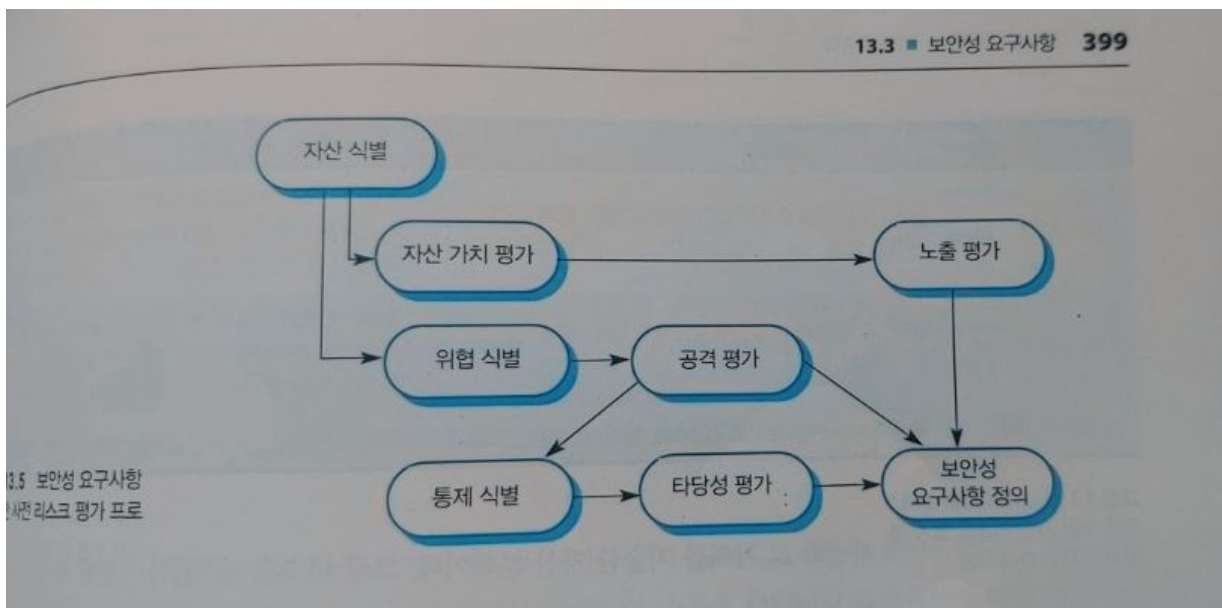 13.3 ■ 보안성 요구사항 399
자산 식별
자산 가치 평가
노출 평가
위협 식별
공격 평가
통제 식별
타당성 평가
보안성
요구사항 정의
3.5 보안성 요구사항
사전 리스크 평가 프로